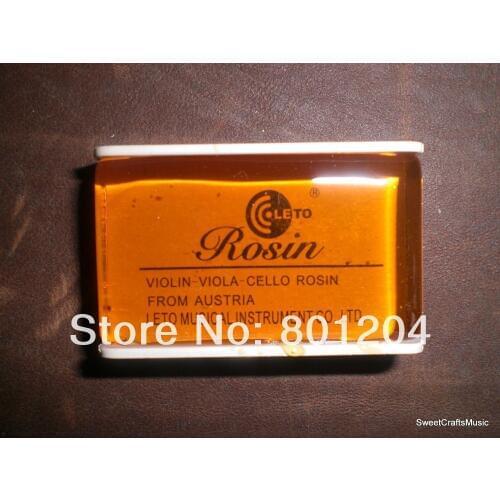 LETO ®
Rosin
VIOLIN-VIOLA-CELLO ROSIN
FROM AUSTRIA
LETO MUSICAL INSTRUMENT CO.,LTD
Store No: 801204
SweetCraftsMusic